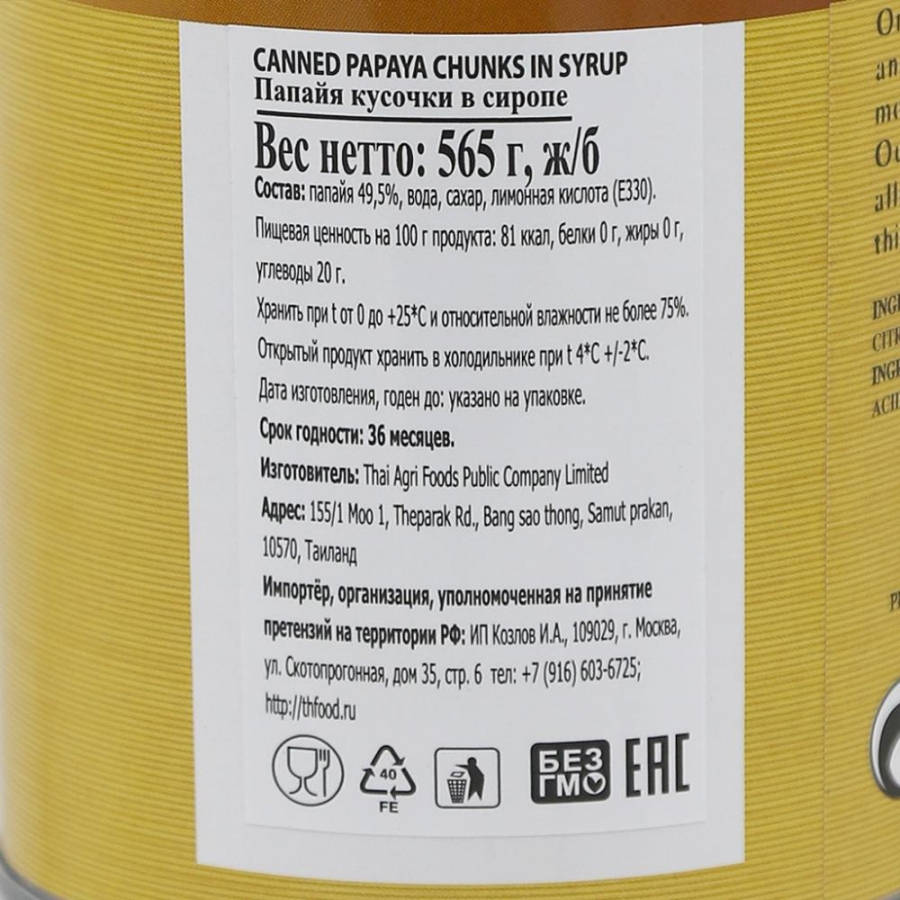 CANNED PAPAYA CHUNKS IN SYRUP
Папайя кусочки в сиропе
Вес нетто: 565 г, ж/б
Состав: папайя 49,5%, вода, сахар, лимонная кислота (Е330).
Пищевая ценность на 100 г продукта: 81 ккал, белки 0 г, жиры 0 г,
углеводы 20 г.
Хранить при t от 0 до +25*С и относительной влажности не более 75%.
Открытый продукт хранить в холодильнике при t 4*С +/-2*С.
Дата изготовления, годен до: указано на упаковке.
Срок годности: 36 месяцев.
Изготовитель: Thai Agri Foods Public Company Limited
Адрес: 155/1 Moo 1, Theparak Rd., Bang sao thong, Samut prakan,
10570, Таиланд
Импортёр, организация, уполномоченная на принятие
претензий на территории РФ: ИП Козлов И.А., 109029, г. Москва,
ул. Скотопрогонная, дом 35, стр. 6 тел: +7 (916) 603-6725;
http://thfood.ru
40
FE
БЕЗ
ГМО
ЕАС